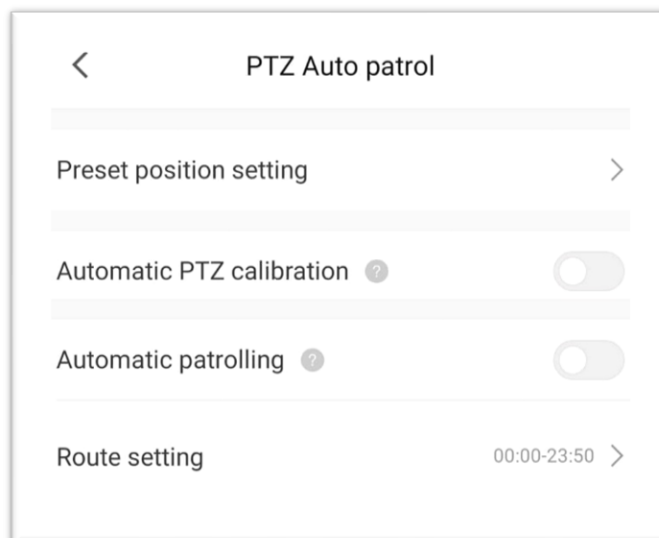 PTZ Auto patrol
Preset position setting
Automatic PTZ calibration ?
Automatic patrolling ?
Route setting 00:00-23:50